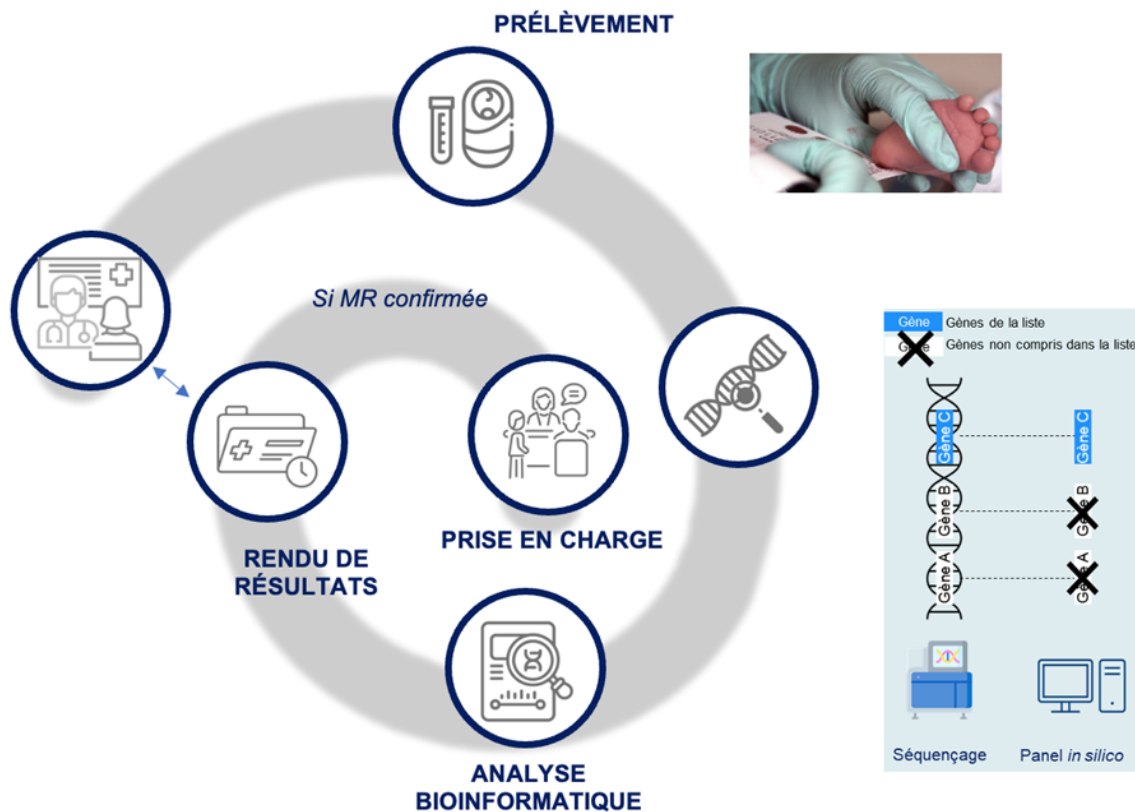 PRÉLÈVEMENT
Si MR confirmée
PRISE EN CHARGE
RENDU DE
RÉSULTATS
ANALYSE
BIOINFORMATIQUE
Gène Gènes de la liste
Gène Gènes non compris dans la liste
Gène C Gène C
Gène B Gène B
Gène A Gène A
Séquençage Panel in silico